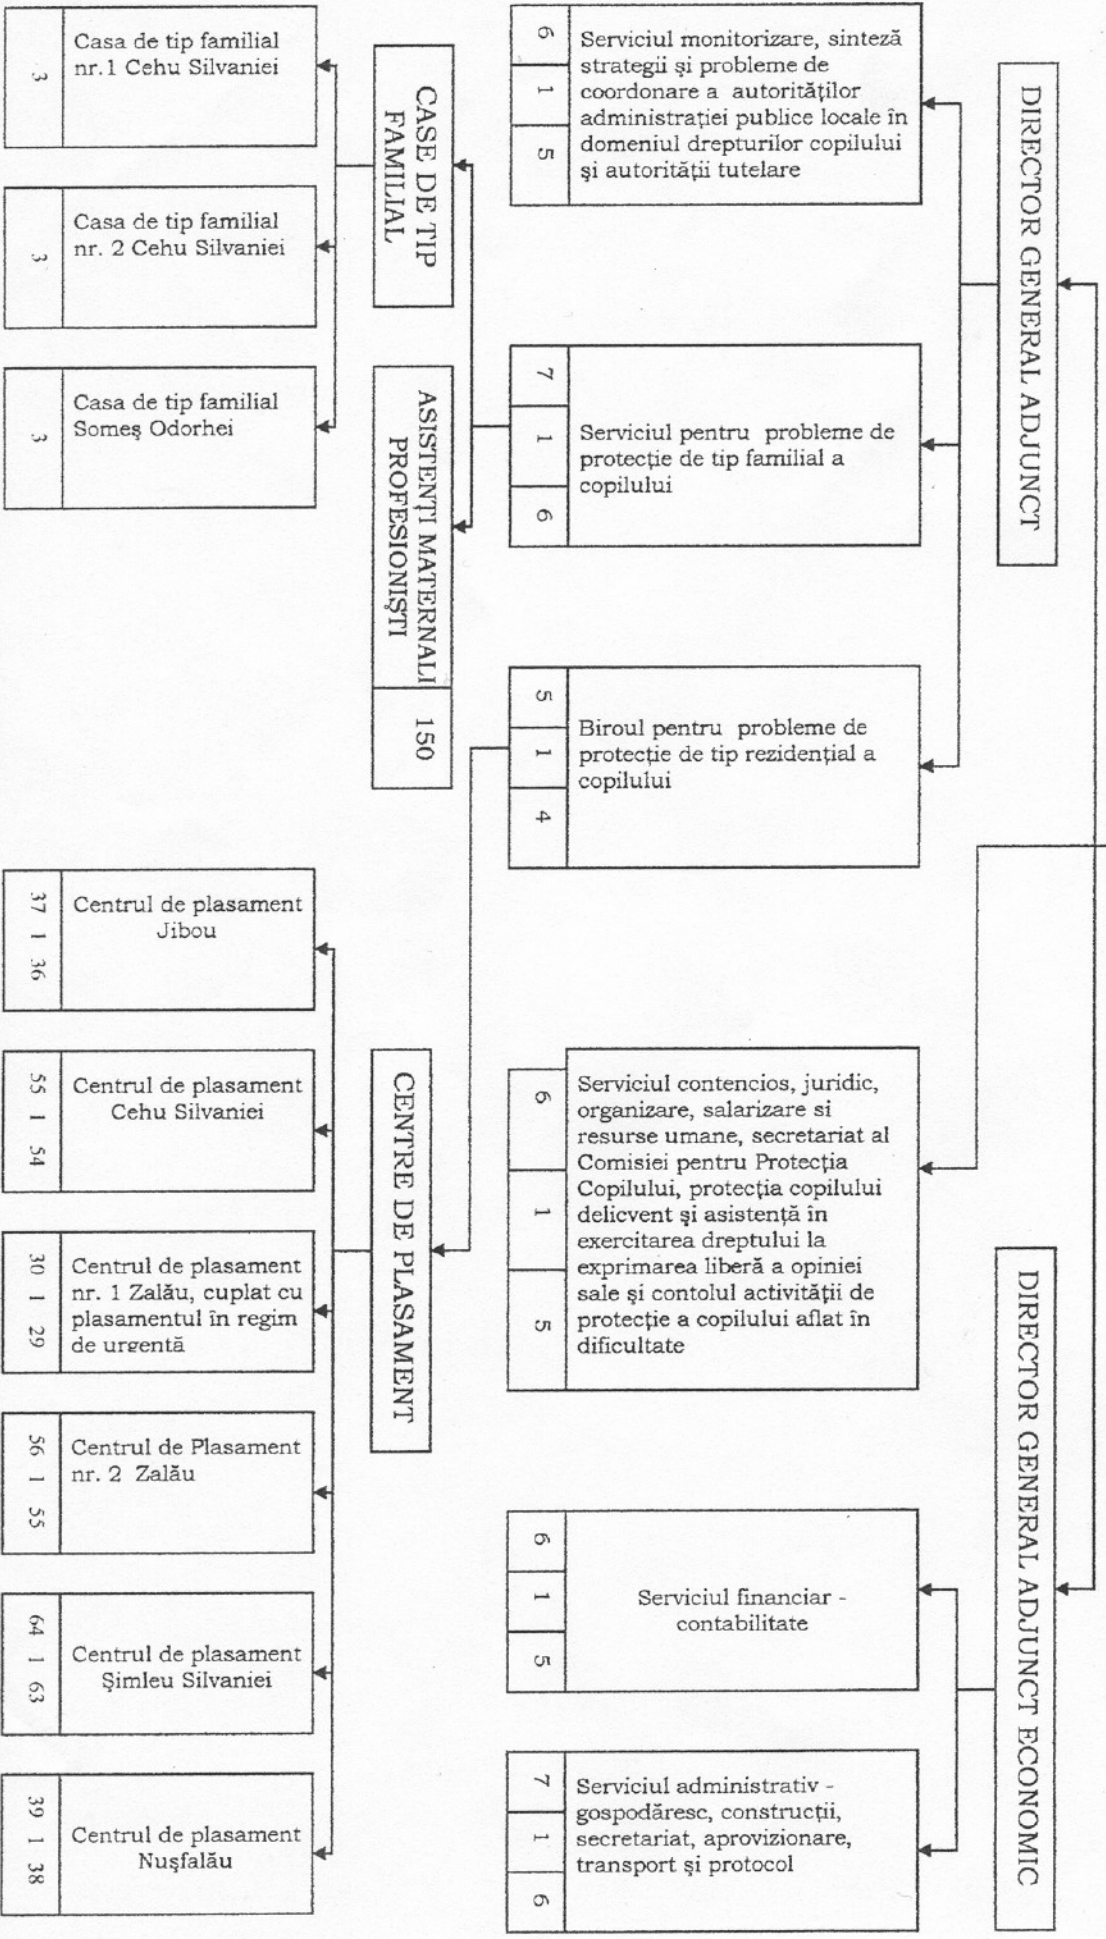 DIRECTOR GENERAL ADJUNCT
DIRECTOR GENERAL ADJUNCT ECONOMIC
Serviciul monitorizare, sinteză
strategii şi probleme de
coordonare a autorităţilor
administraţiei publice locale în
domeniul drepturilor copilului
şi autorităţii tutelare
6 1 5
Serviciul pentru probleme de
protecţie de tip familial a
copilului
7 1 6
Biroul pentru probleme de
protecţie de tip rezidenţial a
copilului
5 1 4
Serviciul contencios, juridic,
organizare, salarizare si
resurse umane, secretariat al
Comisiei pentru Protecţia
Copilului, protecţia copilului
delicvent şi asistenţă în
exercitarea dreptului la
exprimarea liberă a opiniei
sale şi contolul activităţii de
protecţie a copilului aflat în
dificultate
6 1 5
Serviciul financiar -
contabilitate
6 1 5
Serviciul administrativ -
gospodăresc, construcţii,
secretariat, aprovizionare,
transport şi protocol
7 1 6
CASE DE TIP
FAMILIAL
ASISTENŢI MATERNALI
PROFESIONIŞTI
150
CENTRE DE PLASAMENT
Casa de tip familial
nr.1 Cehu Silvaniei
3
Casa de tip familial
nr. 2 Cehu Silvaniei
3
Casa de tip familial
Someş Odorhei
3
Centrul de plasament
Jibou
37 1 36
Centrul de plasament
Cehu Silvaniei
55 1 54
Centrul de plasament
nr. 1 Zalău, cuplat cu
plasamentul în regim
de urgentă
30 1 29
Centrul de Plasament
nr. 2 Zalău
56 1 55
Centrul de plasament
Şimleu Silvaniei
64 1 63
Centrul de plasament
Nuşfalău
39 1 38